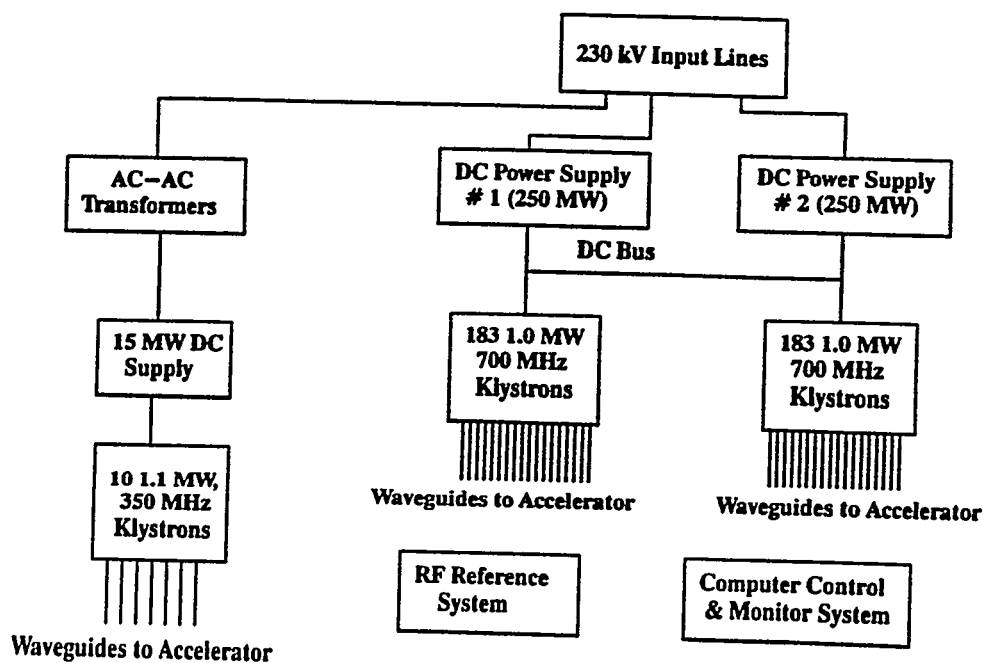 230 kV Input Lines
AC–AC
Transformers
DC Power Supply
# 1 (250 MW)
DC Power Supply
# 2 (250 MW)
DC Bus
15 MW DC
Supply
183 1.0 MW
700 MHz
Klystrons
183 1.0 MW
700 MHz
Klystrons
10 1.1 MW,
350 MHz
Klystrons
Waveguides to Accelerator
Waveguides to Accelerator
RF Reference
System
Computer Control
& Monitor System
Waveguides to Accelerator